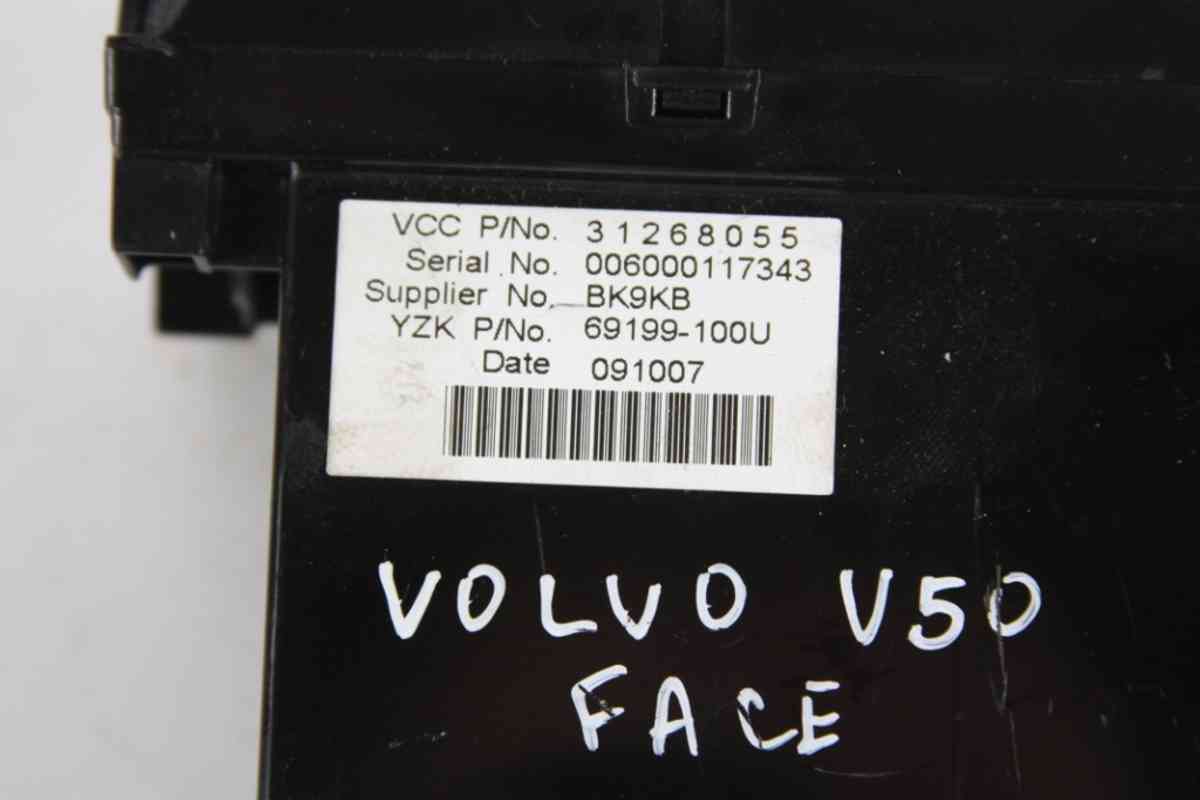 VCC P/No. 31268055
Serial No. 006000117343
Supplier No. BK9KB
YZK P/No. 69199-100U
Date 091007
VOLVO V50
FACE